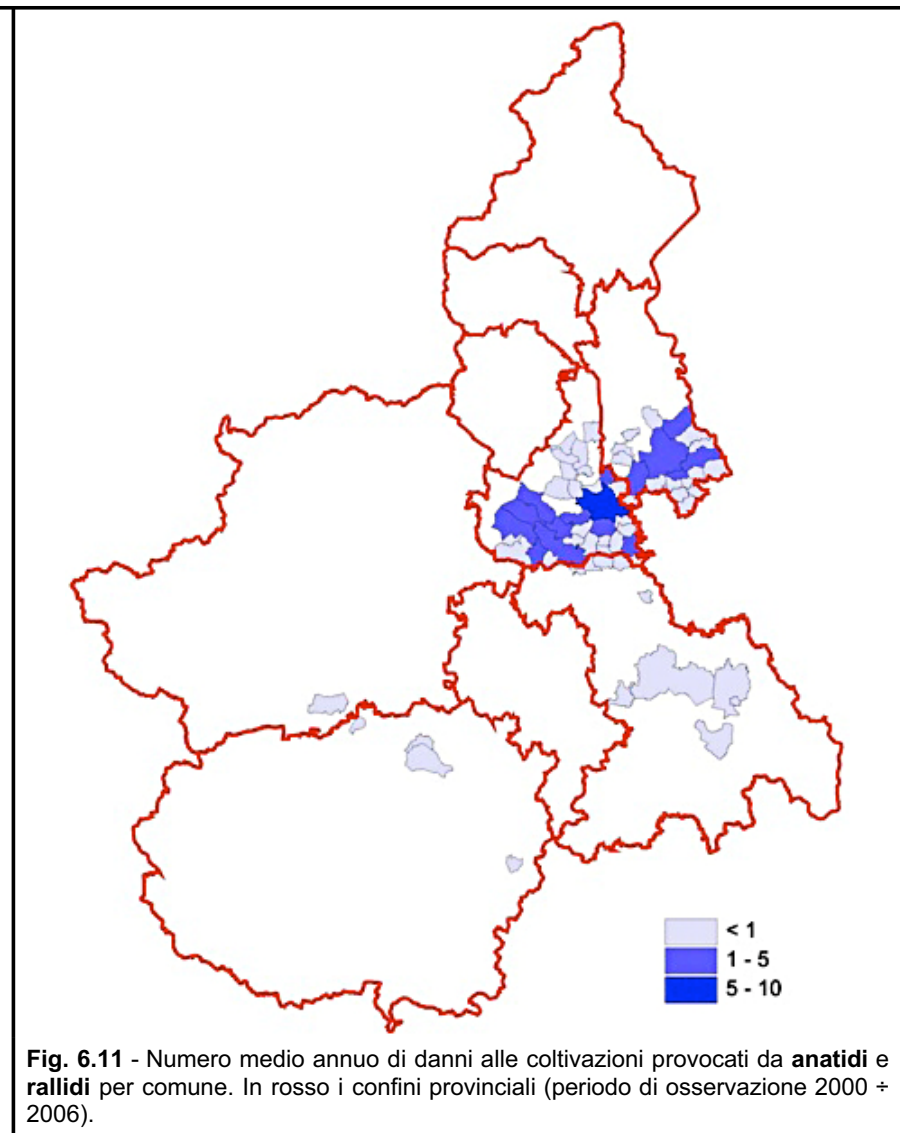 < 1
1 - 5
5 - 10
Fig. 6.11 - Numero medio annuo di danni alle coltivazioni provocati da anatidi e
rallidi per comune. In rosso i confini provinciali (periodo di osservazione 2000 ÷
2006).